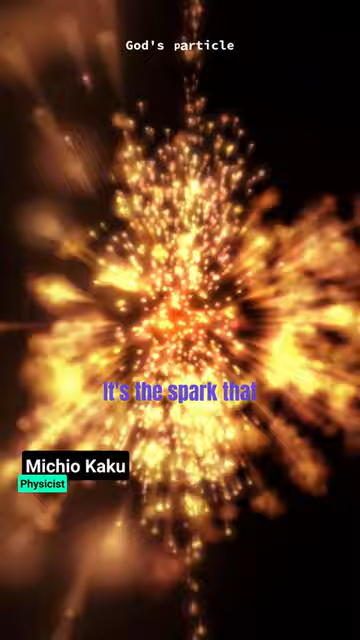 God's particle
It's the spark that
Michio Kaku
Physicist